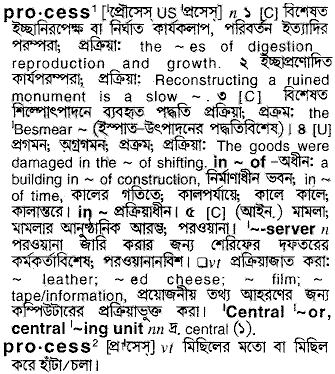 pro·cess¹ [ˈপ্রৌসেস্ US ˈপ্রসেস্] n ১ [C] বিশেষত
ইচ্ছানিরপেক্ষ বা নির্ঘাত কার্যকলাপ, পরিবর্তন ইত্যাদির
পরম্পরা; প্রক্রিয়া: the ~ es of digestion,
reproduction and growth. ২ ইচ্ছাপ্রণোদিত
কার্যপরম্পরা; প্রক্রিয়া: Reconstructing a ruined
monument is a slow ~. ৩ [C] বিশেষত
শিল্পোৎপাদনে ব্যবহৃত পদ্ধতি প্রক্রিয়া; প্রক্রম: the
ˈBesmear ~ (ইস্পাত-উৎপাদনের পদ্ধতিবিশেষ)। ৪ [U]
প্রগমন; অগ্রগমন; প্রক্রম; প্রক্রিয়া: The goods were
damaged in the ~ of shifting. in ~ of -অধীন: a
building in ~ of construction, নির্মাণাধীন ভবন; in ~
of time, কালের গতিতে; কালপর্যায়ে; কালে কালে;
কালান্তরে। in ~ প্রক্রিয়াধীন। ৫ [C] (আইন.) মামলা;
মামলার আনুষ্ঠানিক আরম্ভ; পরওয়ানা। ˈ~-server n
পরওয়ানা জারি করার জন্য শেরিফের দফতরের
কর্মকর্তাবিশেষ; পরওয়ানানবিশ। □vt প্রক্রিয়াজাত করা:
~ leather; ~ ed cheese; ~ film; ~
tape/information, প্রয়োজনীয় তথ্য আহরণের জন্য
কম্পিউটারের প্রক্রিয়াভুক্ত করা। ˈCentral ˈ~or,
central ˈ~ing unit nn দ্র. central (১).
pro·cess² [প্রˈসেস্] vt মিছিলের মতো বা মিছিল
করে হাঁটা/চলা।